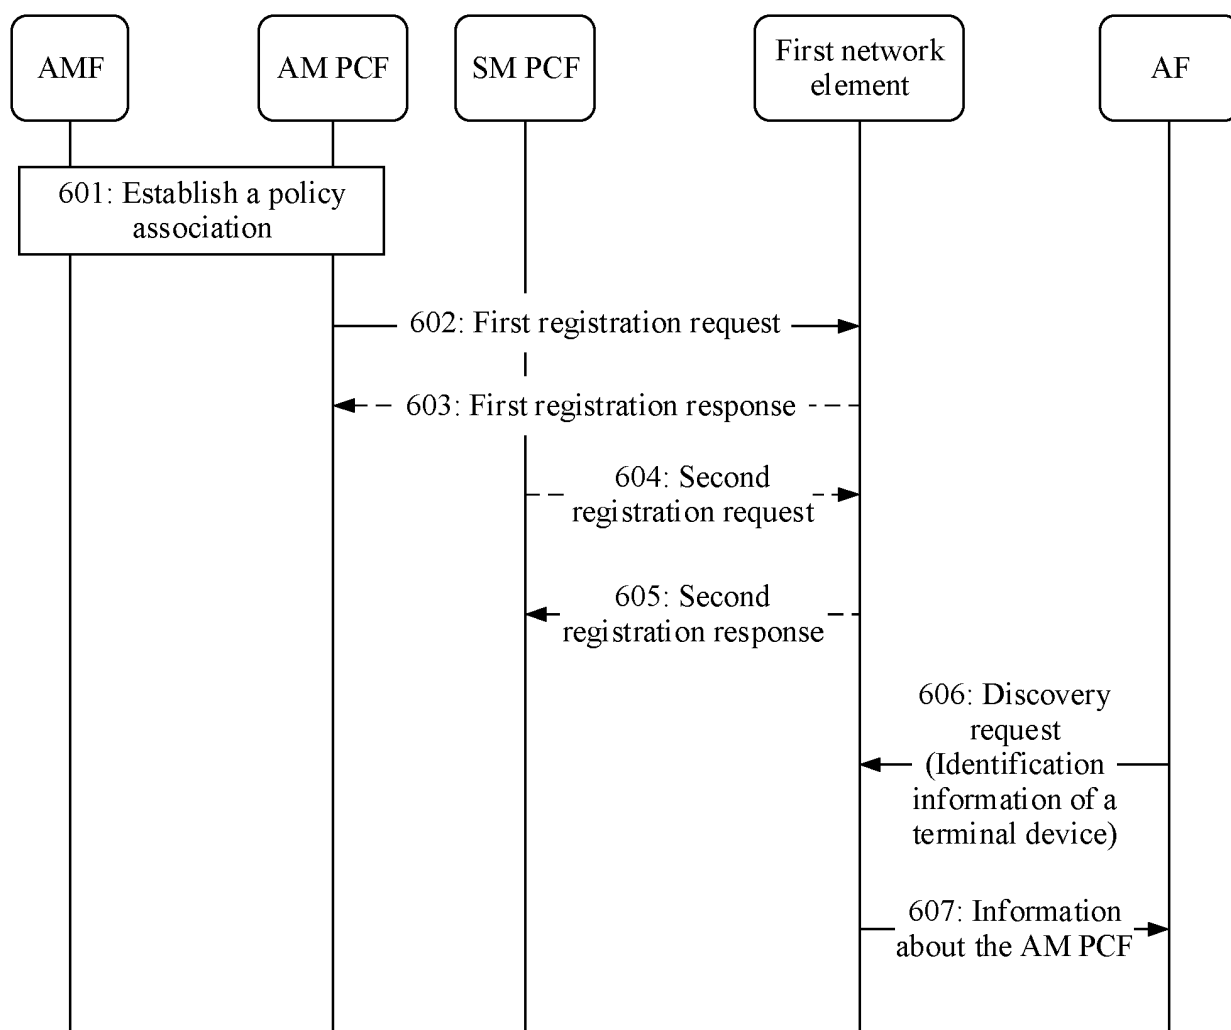 AMF
AM PCF
SM PCF
First network
element
AF
601: Establish a policy
association
602: First registration request
603: First registration response
604: Second
registration request
605: Second
registration response
606: Discovery
request
(Identification
information of a
terminal device)
607: Information
about the AM PCF